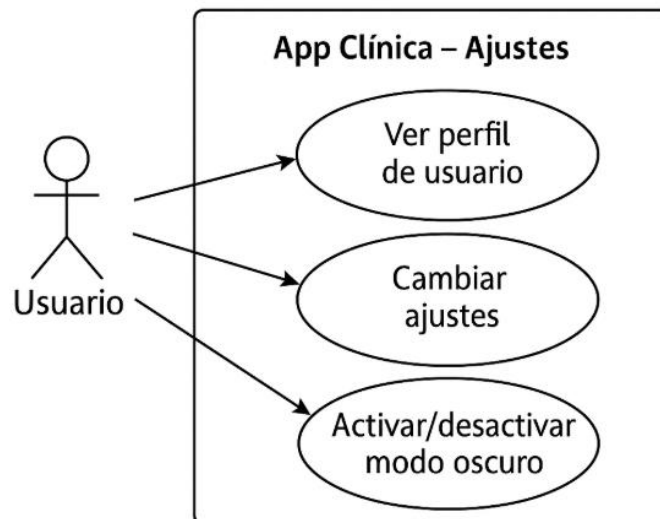 App Clínica – Ajustes
Ver perfil
de usuario
Usuario
Cambiar
ajustes
Activar/desactivar
modo oscuro